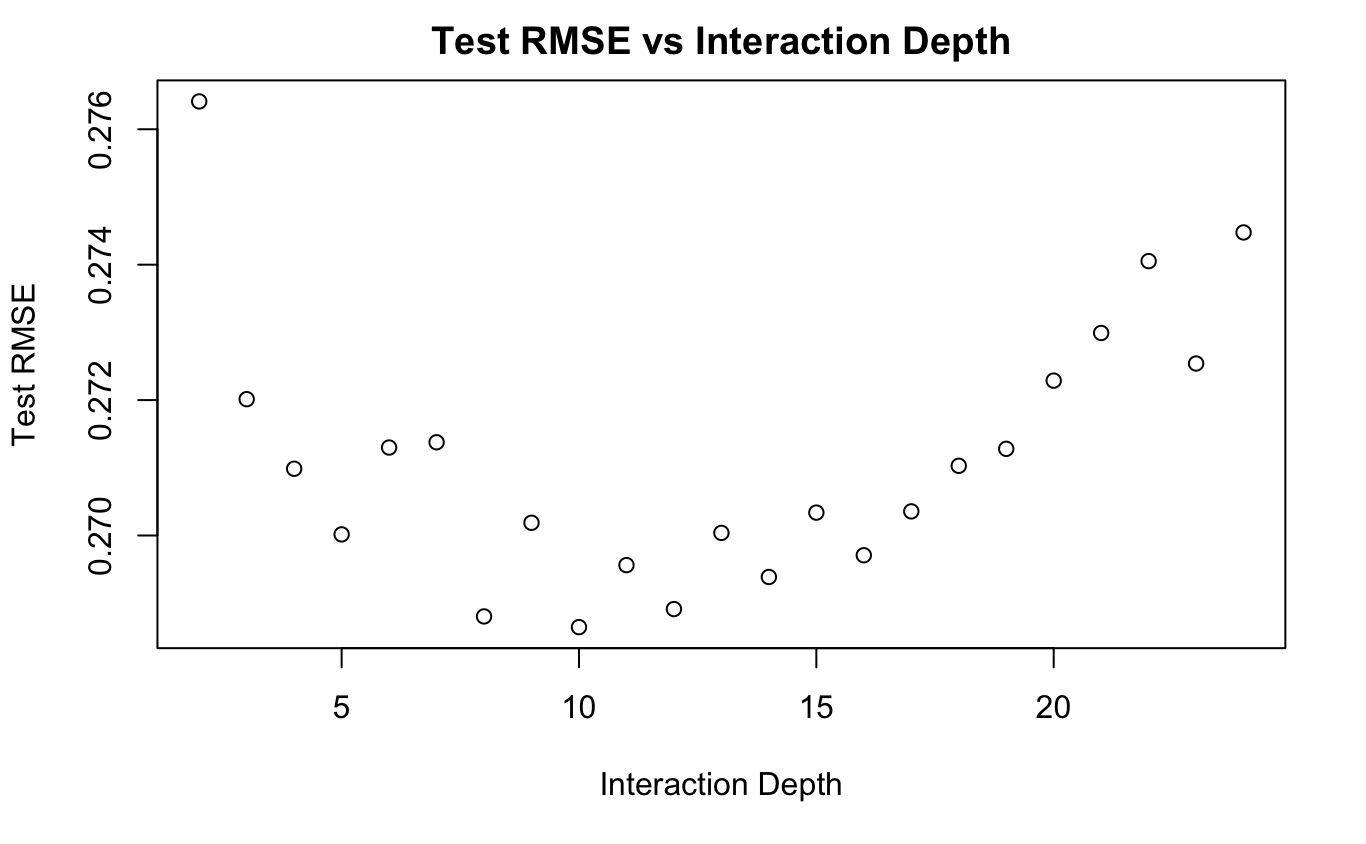 Test RMSE vs Interaction Depth
0.276
0.274
0.272
0.270
Test RMSE
5 10 15 20
Interaction Depth